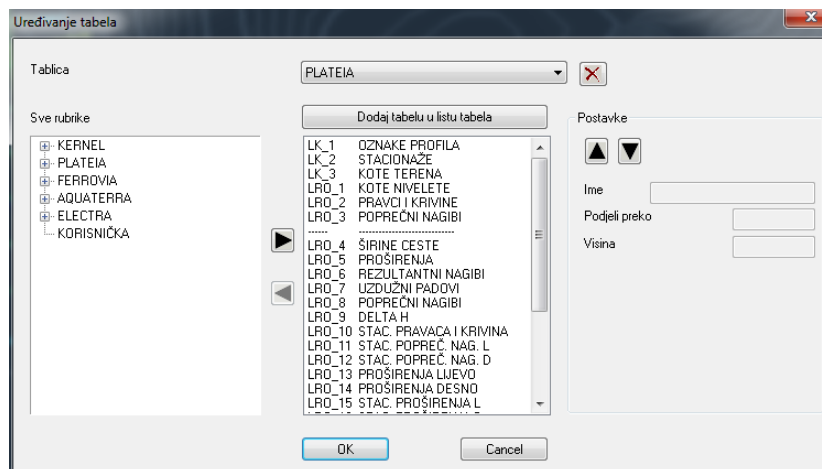 Uređivanje tabela
Tablica
PLATEIA
Sve rubrike
Dodaj tabelu u listu tabela
Postavke
KERNEL
PLATEIA
FERROVIA
AQUATERRA
ELECTRA
KORISNIČKA
LK_1 OZNAKE PROFILA
LK_2 STACIONAŽE
LK_3 KOTE TERENA
LRO_1 KOTE NIVELETE
LRO_2 PRAVCI I KRIVINE
LRO_3 POPREČNI NAGIBI
------ ---------------------------
LRO_4 ŠIRINE CESTE
LRO_5 PROŠIRENJA
LRO_6 REZULTANTNI NAGIBI
LRO_7 UZDUŽNI PADOVI
LRO_8 POPREČNI NAGIBI
LRO_9 DELTA H
LRO_10 STAC. PRAVACA I KRIVINA
LRO_11 STAC. POPREČ. NAG. L
LRO_12 STAC. POPREČ. NAG. D
LRO_13 PROŠIRENJA LIJEVO
LRO_14 PROŠIRENJA DESNO
LRO_15 STAC. PROŠIRENJA L
Ime
Podjeli preko
Visina
OK
Cancel